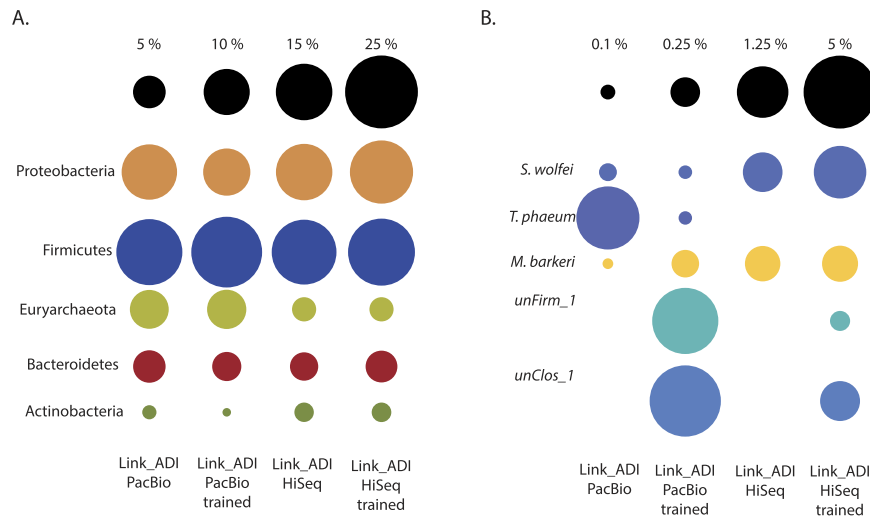 A.
5 %
10 %
15 %
25 %
Proteobacteria
Firmicutes
Euryarchaeota
Bacteroidetes
Actinobacteria
Link_ADI
PacBio
Link_ADI
PacBio
trained
Link_ADI
HiSeq
Link_ADI
HiSeq
trained
B.
0.1 %
0.25 %
1.25 %
5 %
S. wolfei
T. phaeum
M. barkeri
unFirm_1
unClos_1
Link_ADI
PacBio
Link_ADI
PacBio
trained
Link_ADI
HiSeq
Link_ADI
HiSeq
trained